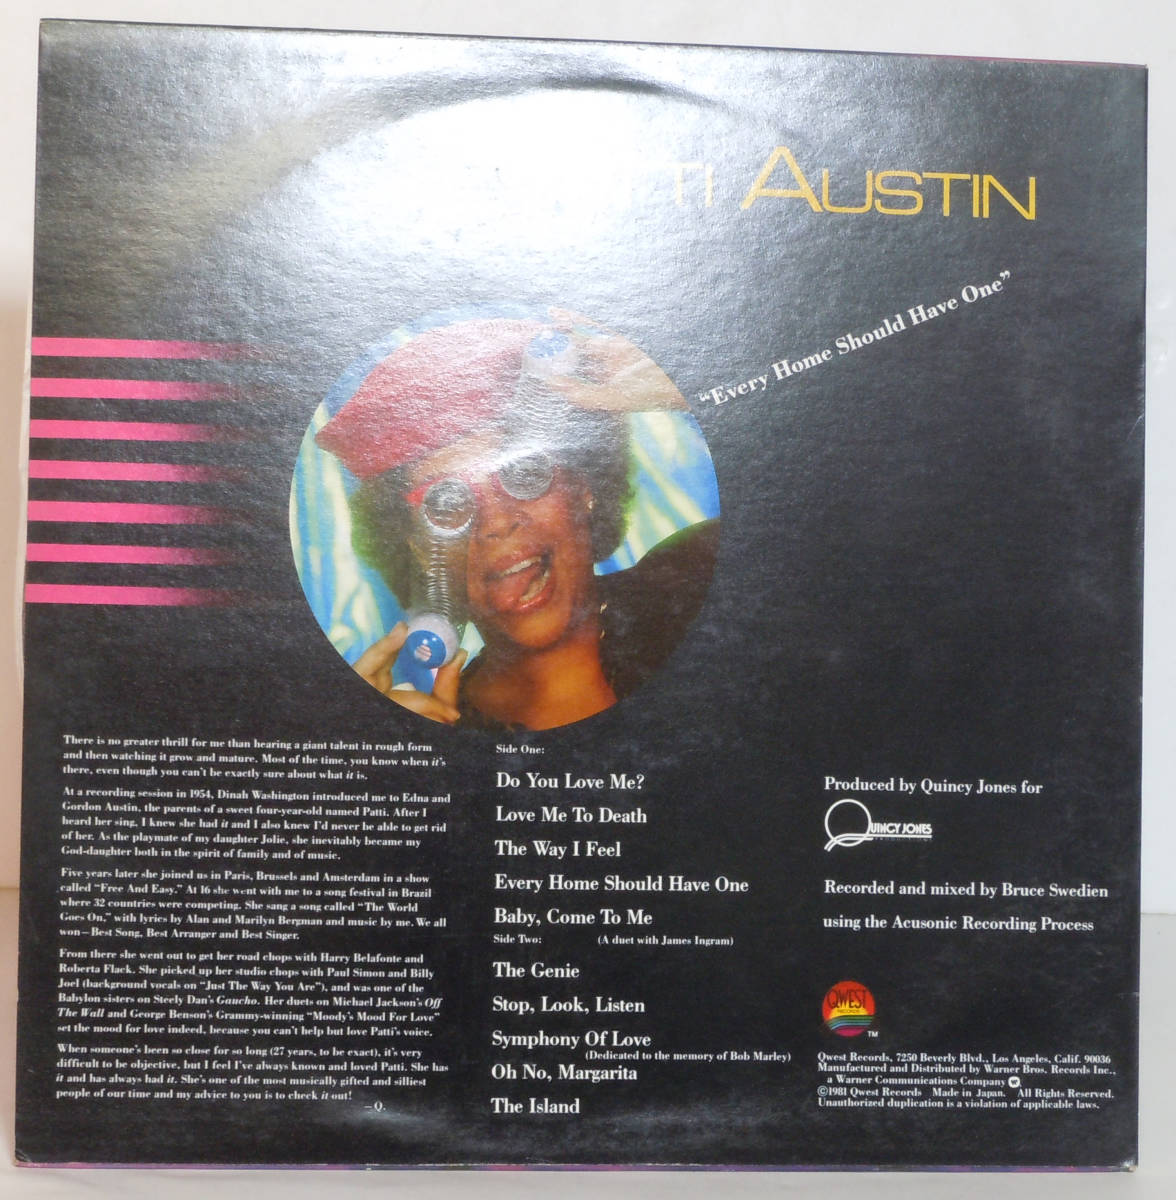 TI AUSTIN
“Every Home Should Have One”
There is no greater thrill for me than hearing a giant talent in rough form
and then watching it grow and mature. Most of the time, you know when it's
there, even though you can't be exactly sure about what it is.
At a recording session in 1954, Dinah Washington introduced me to Edna and
Gordon Austin, the parents of a sweet four-year-old named Patti. After I
heard her sing, I knew she had it and I also knew I'd never be able to get rid
of her. As the playmate of my daughter Jolie, she inevitably became my
God-daughter both in the spirit of family and of music.
Five years later she joined us in Paris, Brussels and Amsterdam in a show
called “Free And Easy.” At 16 she went with me to a song festival in Brazil
where 32 countries were competing. She sang a song called “The World
Goes On,” with lyrics by Alan and Marilyn Bergman and music by me. We all
won—Best Song, Best Arranger and Best Singer.
From there she went out to get her road chops with Harry Belafonte and
Roberta Flack. She picked up her studio chops with Paul Simon and Billy
Joel (background vocals on “Just The Way You Are”), and was one of the
Babylon sisters on Steely Dan's Gaucho. Her duets on Michael Jackson's Off
The Wall and George Benson's Grammy-winning “Moody's Mood For Love”
set the mood for love indeed, because you can't help but love Patti's voice.
When someone's been so close for so long (27 years, to be exact), it's very
difficult to be objective, but I feel I've always known and loved Patti. She has
it and has always had it. She's one of the most musically gifted and silliest
people of our time and my advice to you is to check it out!
—Q.
Side One:
Do You Love Me?
Love Me To Death
The Way I Feel
Every Home Should Have One
Baby, Come To Me
(A duet with James Ingram)
Side Two:
The Genie
Stop, Look, Listen
Symphony Of Love
(Dedicated to the memory of Bob Marley)
Oh No, Margarita
The Island
Produced by Quincy Jones for
QUINCY JONES
PRODUCTIONS
Recorded and mixed by Bruce Swedien
using the Acusonic Recording Process
QWEST
RECORDS
TM
Qwest Records, 7250 Beverly Blvd., Los Angeles, Calif. 90036
Manufactured and Distributed by Warner Bros. Records Inc.,
a Warner Communications Company
©1981 Qwest Records Made in Japan. All Rights Reserved.
Unauthorized duplication is a violation of applicable laws.